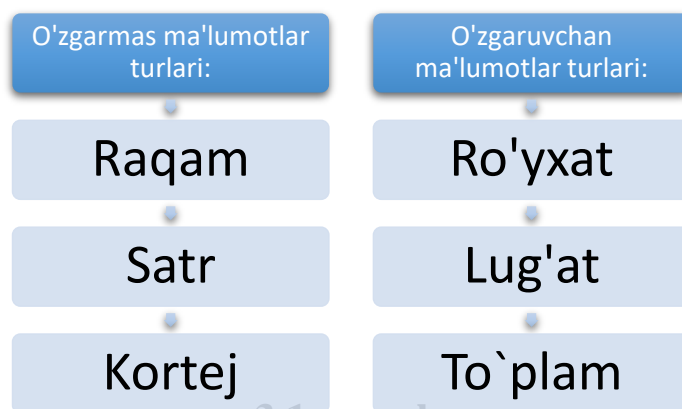 O'zgarmas ma'lumotlar
turlari:
Raqam
Satr
Kortej
O'zgaruvchan
ma'lumotlar turlari:
Ro'yxat
Lug'at
To`plam